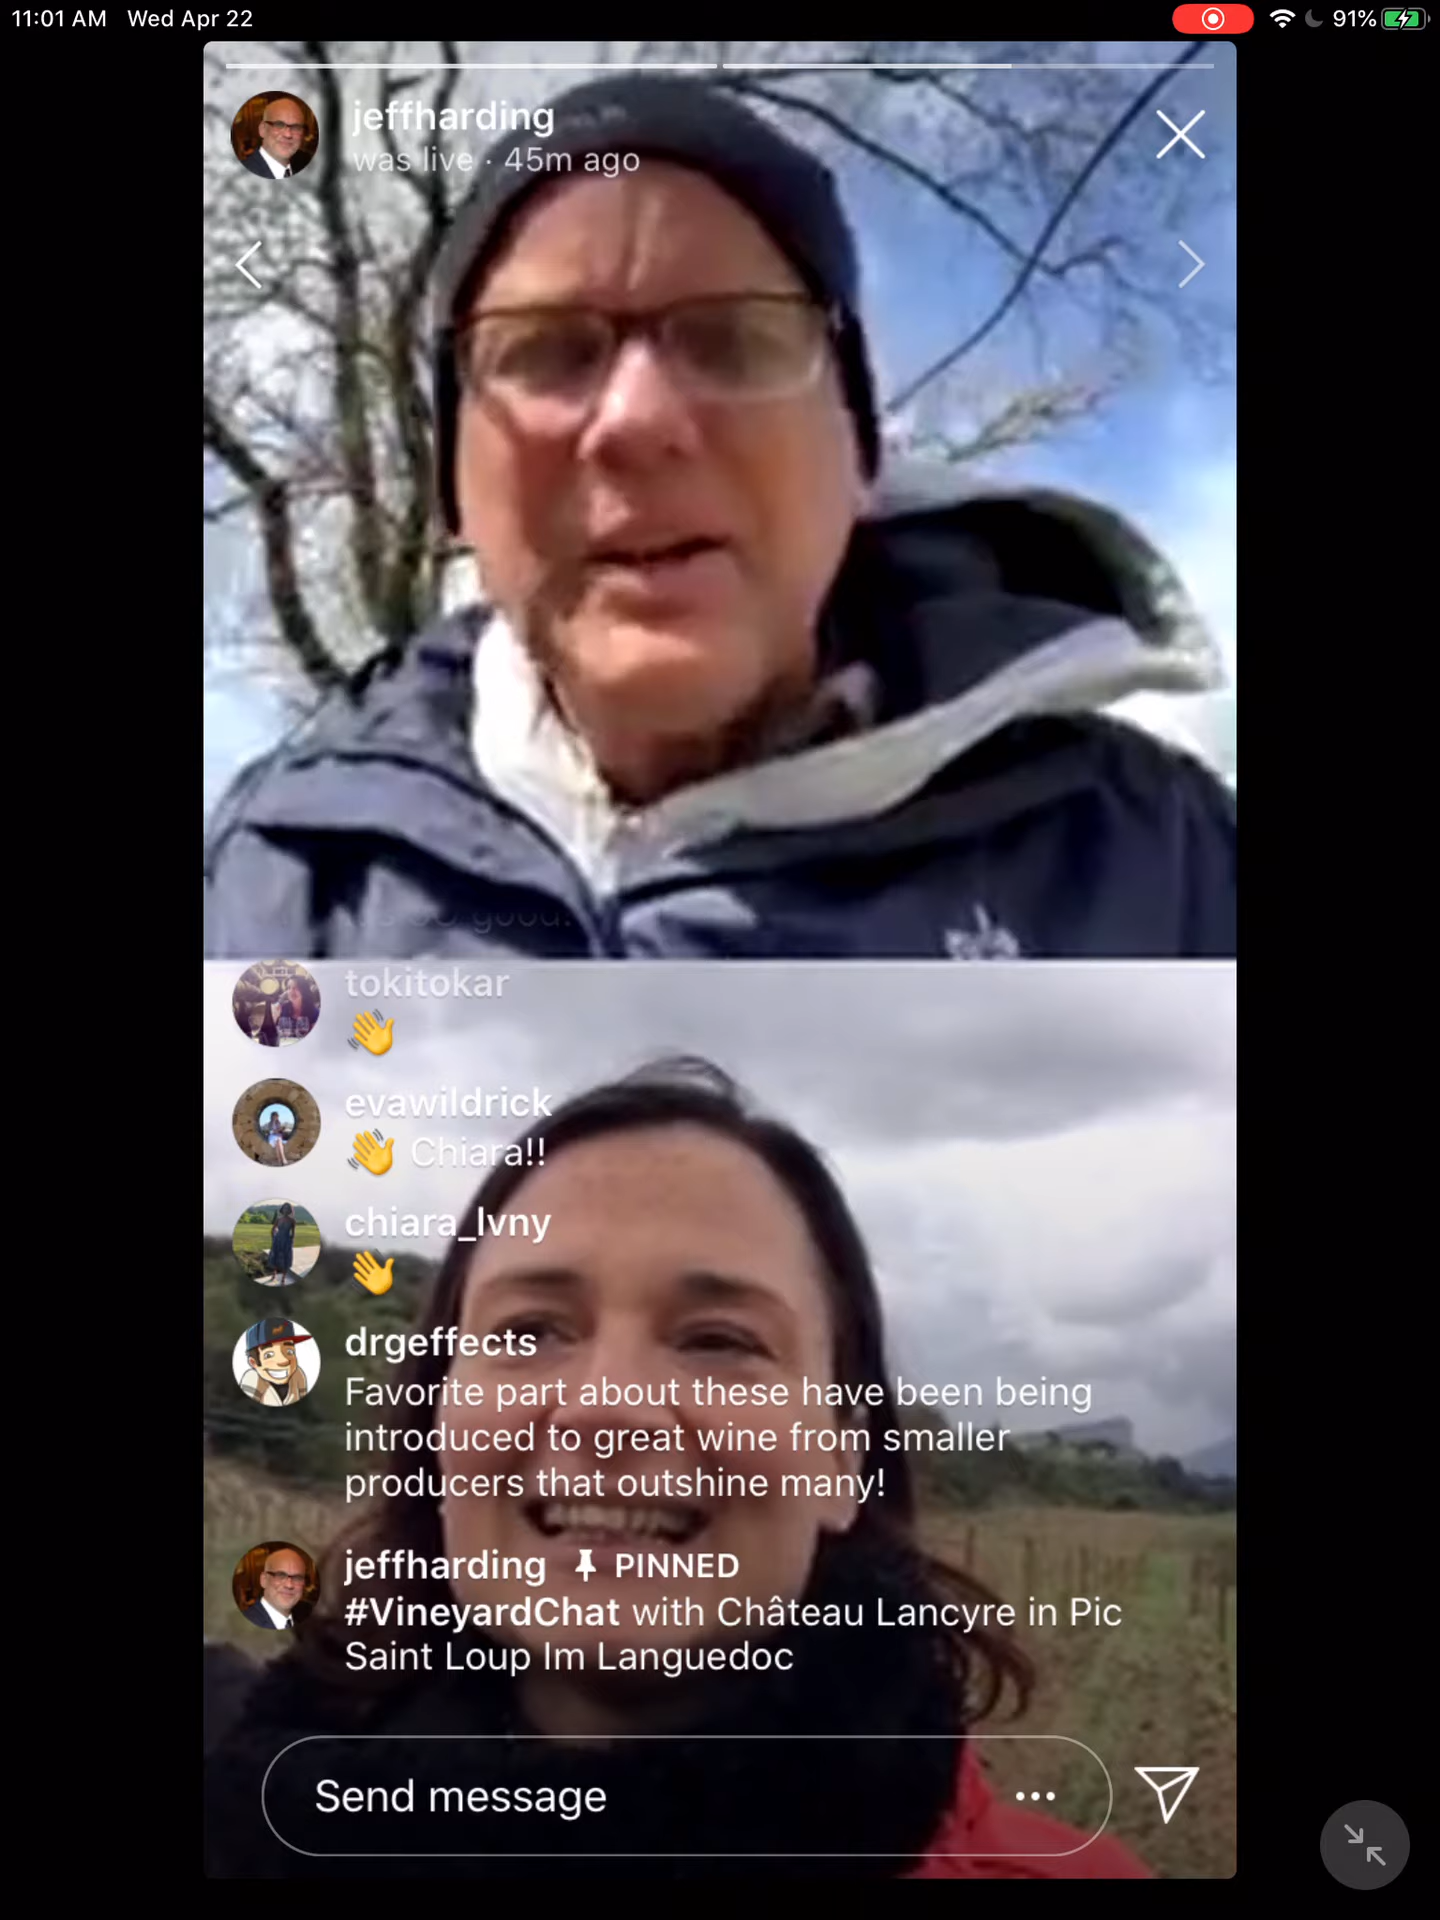 11:01 AM Wed Apr 22
91%
jeffharding
was live · 45m ago
so good!
tokitokar
👋
evawildrick
👋 Chiara!!
chiara_lvny
👋
drgeffects
Favorite part about these have been being
introduced to great wine from smaller
producers that outshine many!
jeffharding PINNED
#VineyardChat with Château Lancyre in Pic
Saint Loup Im Languedoc
Send message